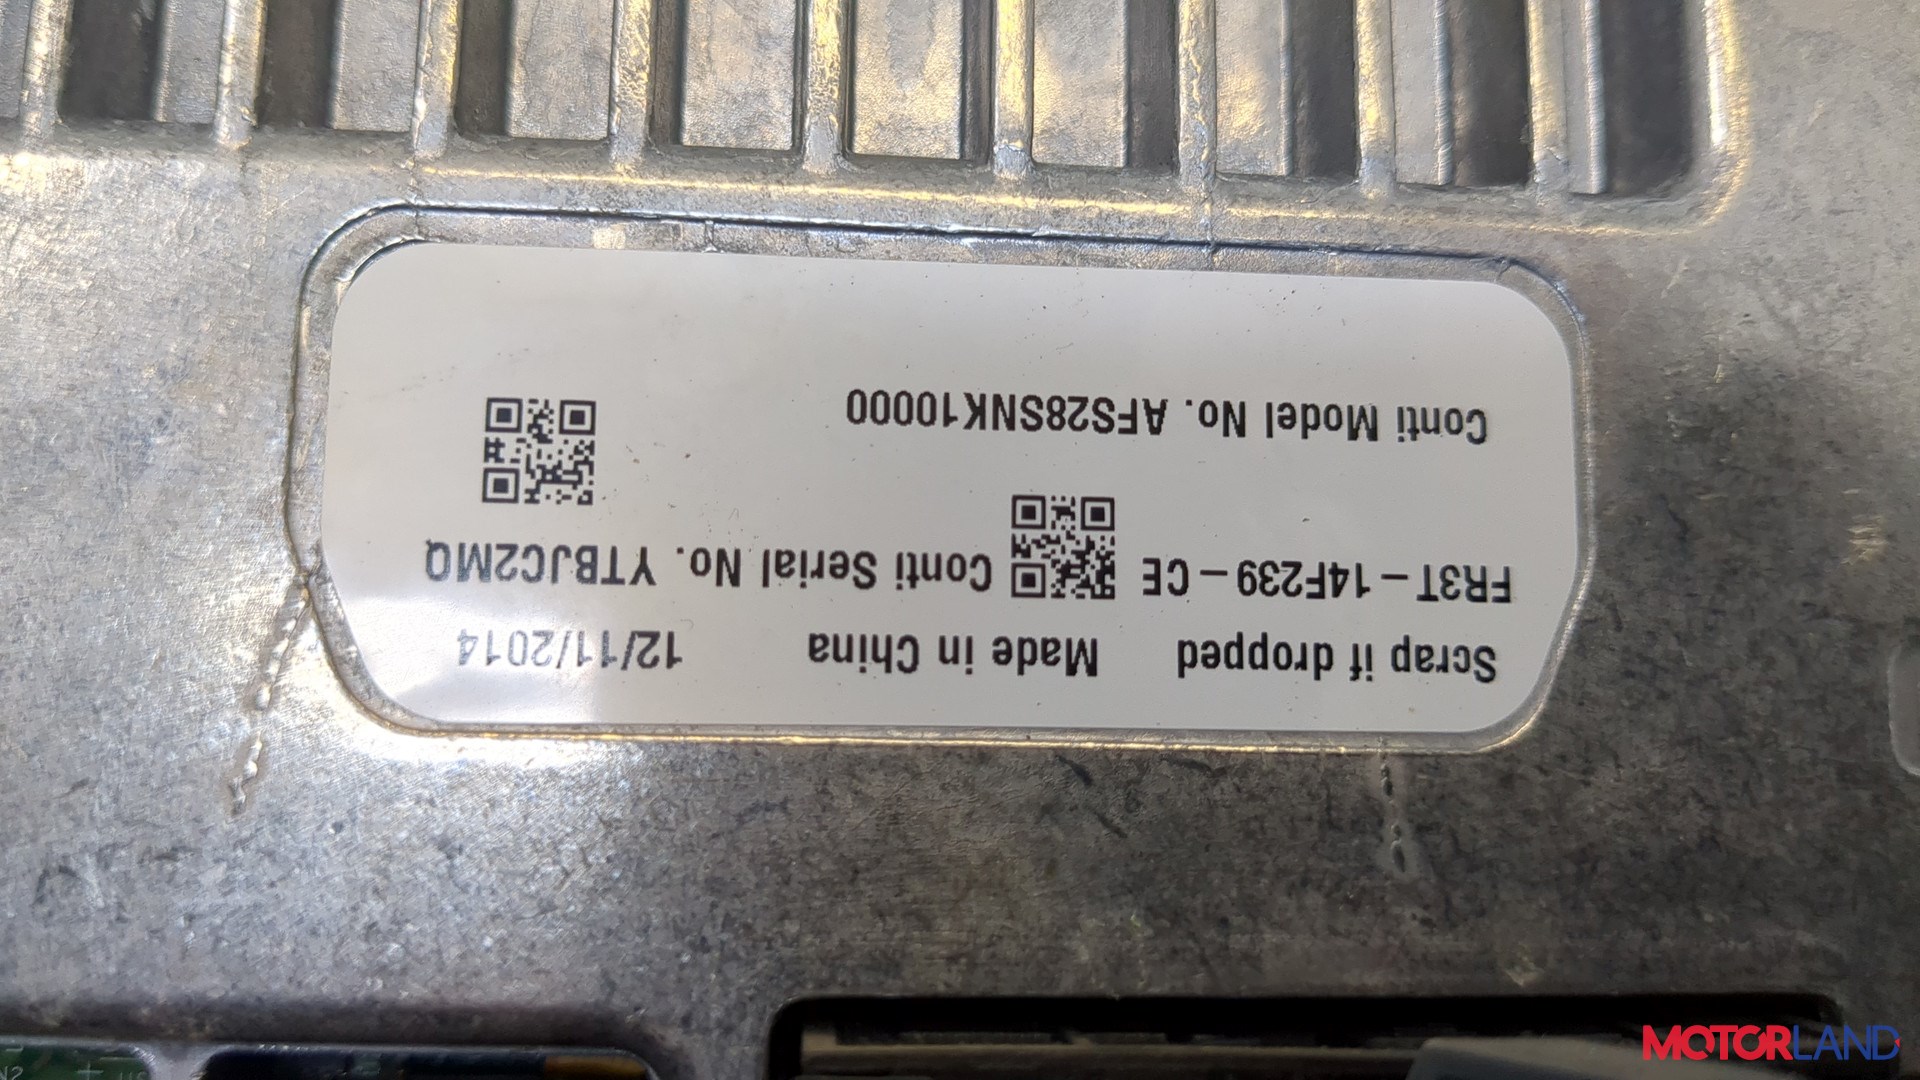 Scrap if dropped Made in China 12/11/2014
FR3T-14F239-CE Conti Serial No. YTBJC2MQ
Conti Model No. AFS28SNK10000
MOTORLAND